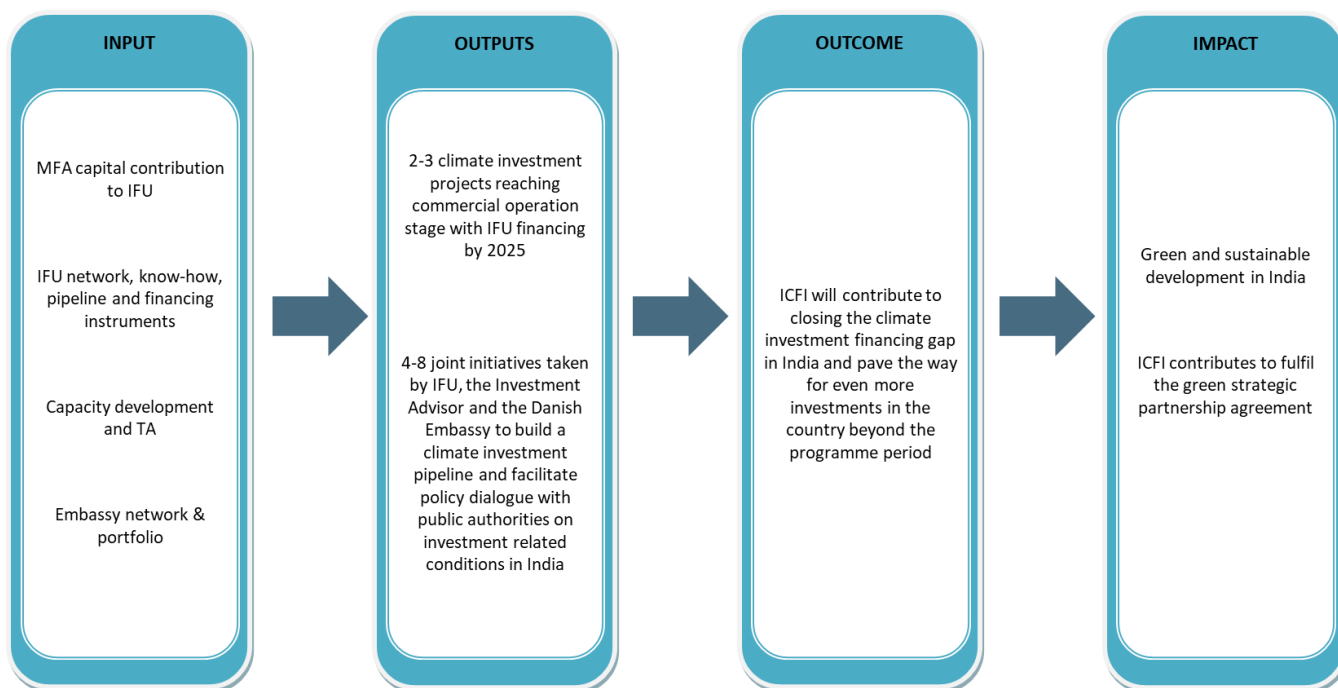 INPUT
MFA capital contribution
to IFU
IFU network, know-how,
pipeline and financing
instruments
Capacity development
and TA
Embassy network &
portfolio
OUTPUTS
2-3 climate investment
projects reaching
commercial operation
stage with IFU financing
by 2025
4-8 joint initiatives taken
by IFU, the Investment
Advisor and the Danish
Embassy to build a
climate investment
pipeline and facilitate
policy dialogue with
public authorities on
investment related
conditions in India
OUTCOME
ICFI will contribute to
closing the climate
investment financing gap
in India and pave the way
for even more
investments in the
country beyond the
programme period
IMPACT
Green and sustainable
development in India
ICFI contributes to fulfil
the green strategic
partnership agreement